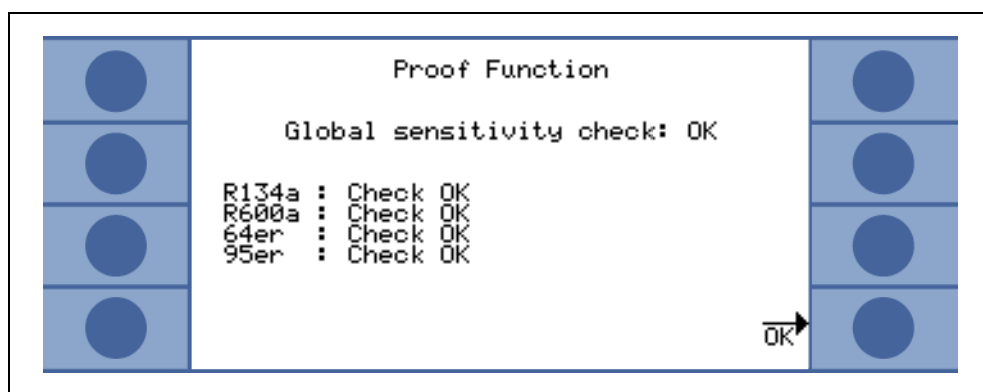 Proof Function
Global sensitivity check: OK
R134a : Check OK
R600a : Check OK
64er : Check OK
95er : Check OK
OK